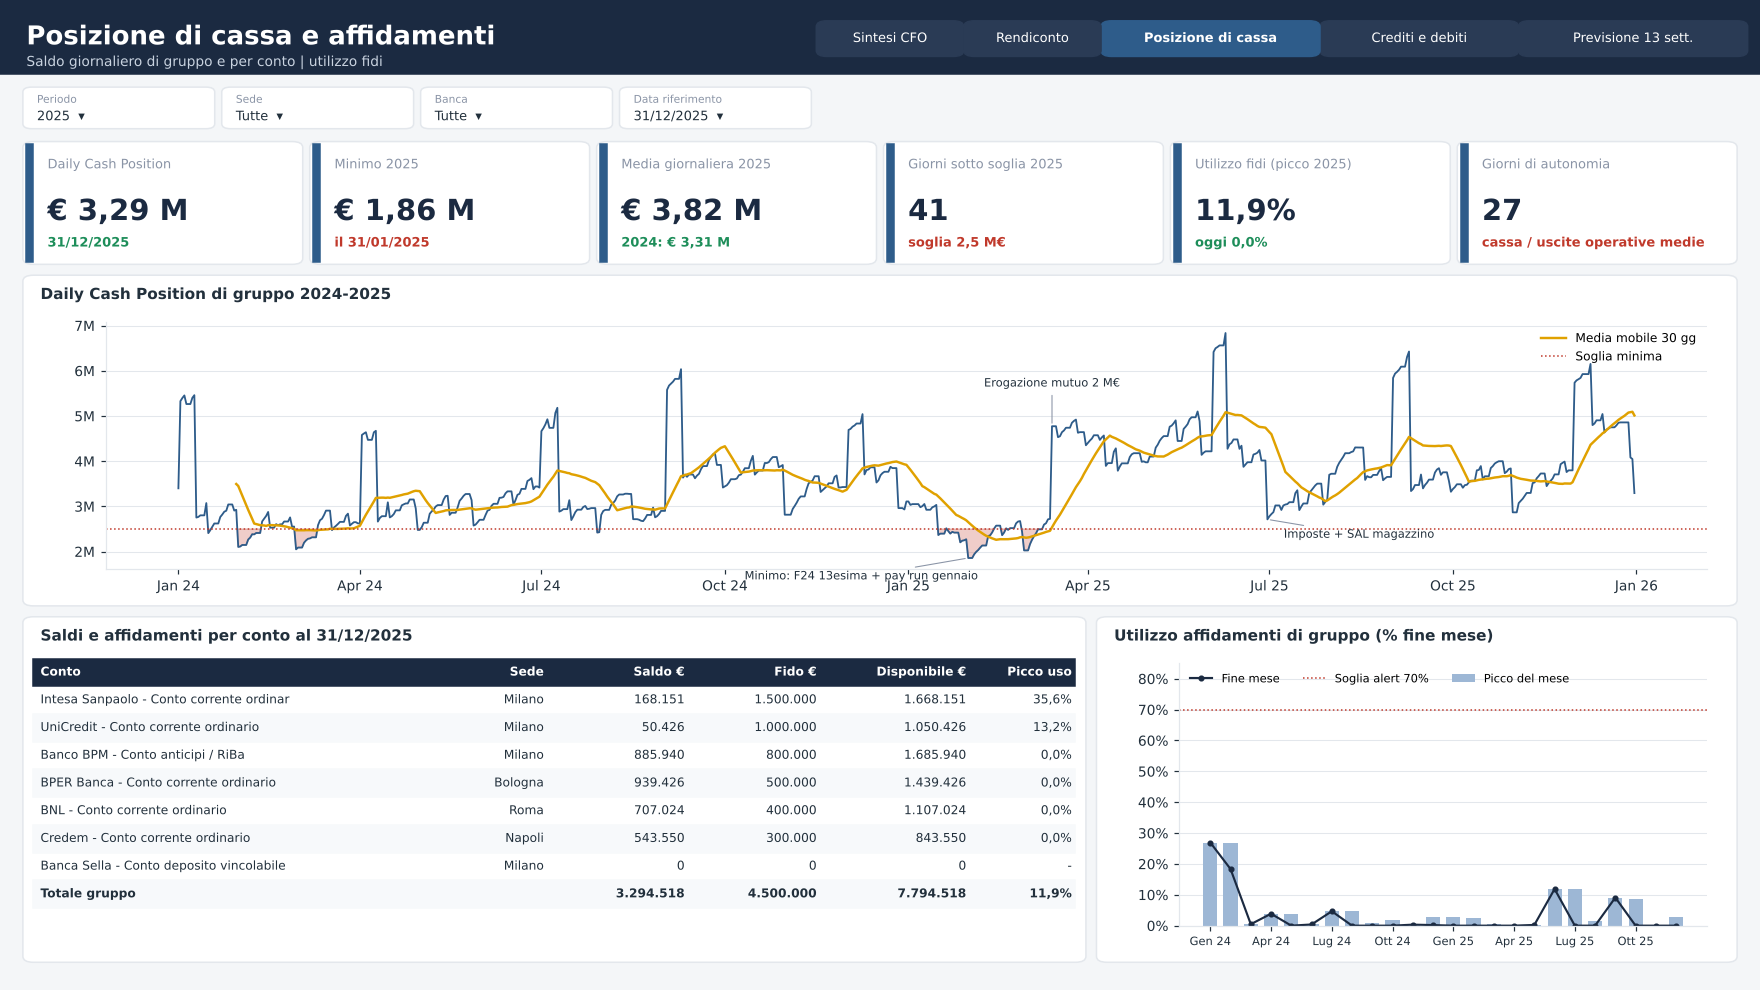 Posizione di cassa e affidamenti
Saldo giornaliero di gruppo e per conto | utilizzo fidi
Sintesi CFO
Rendiconto
Posizione di cassa
Crediti e debiti
Previsione 13 sett.
Periodo
2025 ▾
Sede
Tutte ▾
Banca
Tutte ▾
Data riferimento
31/12/2025 ▾
Daily Cash Position
€ 3,29 M
31/12/2025
Minimo 2025
€ 1,86 M
il 31/01/2025
Media giornaliera 2025
€ 3,82 M
2024: € 3,31 M
Giorni sotto soglia 2025
41
soglia 2,5 M€
Utilizzo fidi (picco 2025)
11,9%
oggi 0,0%
Giorni di autonomia
27
cassa / uscite operative medie
Daily Cash Position di gruppo 2024-2025
7M
6M
5M
4M
3M
2M
Media mobile 30 gg
Soglia minima
Erogazione mutuo 2 M€
Imposte + SAL magazzino
Minimo: F24 13esima + pay run gennaio
Jan 24 Apr 24 Jul 24 Oct 24 Jan 25 Apr 25 Jul 25 Oct 25 Jan 26
Saldi e affidamenti per conto al 31/12/2025
Conto Sede Saldo € Fido € Disponibile € Picco uso
Intesa Sanpaolo - Conto corrente ordinar Milano 168.151 1.500.000 1.668.151 35,6%
UniCredit - Conto corrente ordinario Milano 50.426 1.000.000 1.050.426 13,2%
Banco BPM - Conto anticipi / RiBa Milano 885.940 800.000 1.685.940 0,0%
BPER Banca - Conto corrente ordinario Bologna 939.426 500.000 1.439.426 0,0%
BNL - Conto corrente ordinario Roma 707.024 400.000 1.107.024 0,0%
Credem - Conto corrente ordinario Napoli 543.550 300.000 843.550 0,0%
Banca Sella - Conto deposito vincolabile Milano 0 0 0 -
Totale gruppo 3.294.518 4.500.000 7.794.518 11,9%
Utilizzo affidamenti di gruppo (% fine mese)
Fine mese Soglia alert 70% Picco del mese
80%
70%
60%
50%
40%
30%
20%
10%
0%
Gen 24 Apr 24 Lug 24 Ott 24 Gen 25 Apr 25 Lug 25 Ott 25